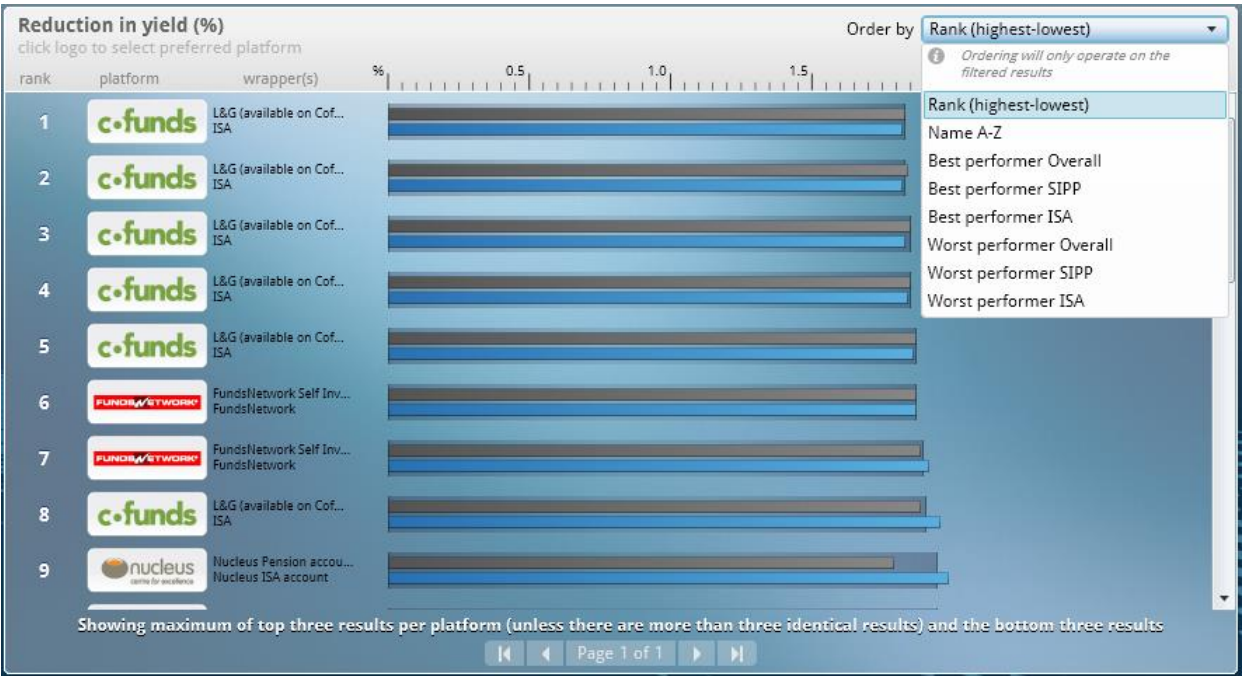 Reduction in yield (%)
click logo to select preferred platform
Order by Rank (highest-lowest)
Ordering will only operate on the
filtered results
Rank (highest-lowest)
Name A-Z
Best performer Overall
Best performer SIPP
Best performer ISA
Worst performer Overall
Worst performer SIPP
Worst performer ISA
rank platform wrapper(s) % 0.5 1.0 1.5
1 c•funds L&G (available on Cof...
ISA
2 c•funds L&G (available on Cof...
ISA
3 c•funds L&G (available on Cof...
ISA
4 c•funds L&G (available on Cof...
ISA
5 c•funds L&G (available on Cof...
ISA
6 FUNDSNETWORK FundsNetwork Self Inv...
FundsNetwork
7 FUNDSNETWORK FundsNetwork Self Inv...
FundsNetwork
8 c•funds L&G (available on Cof...
ISA
9 nucleus Nucleus Pension accou...
centre for excellence Nucleus ISA account
Showing maximum of top three results per platform (unless there are more than three identical results) and the bottom three results
Page 1 of 1